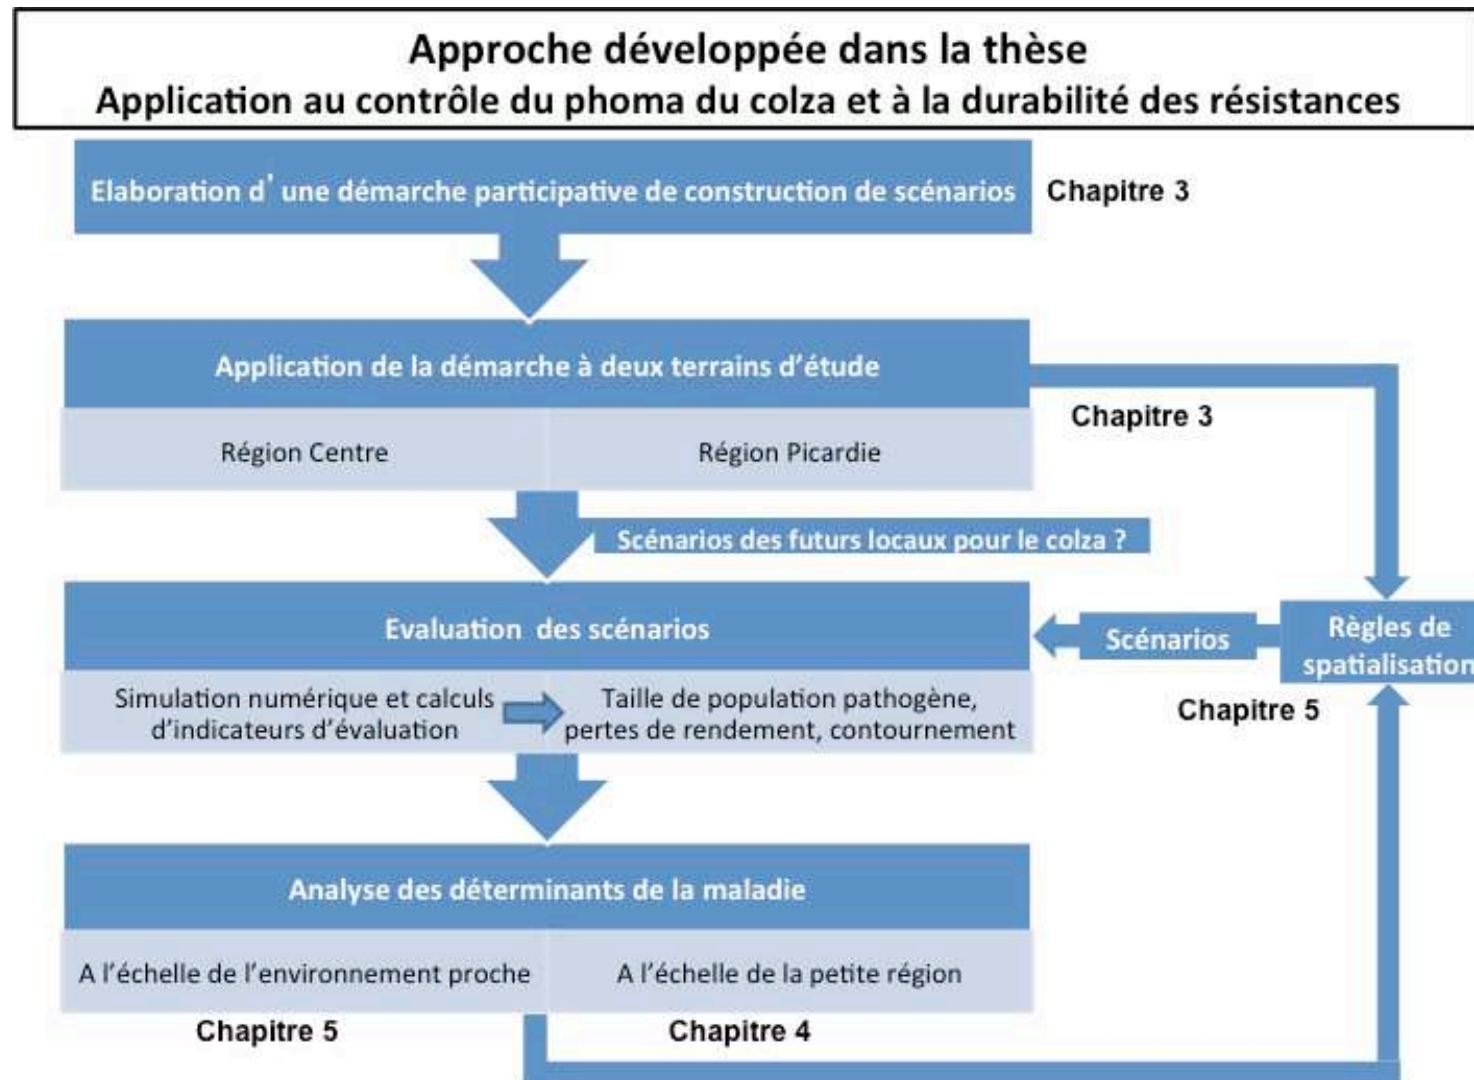 Approche développée dans la thèse
Application au contrôle du phoma du colza et à la durabilité des résistances
Elaboration d' une démarche participative de construction de scénarios
Chapitre 3
Application de la démarche à deux terrains d'étude
Chapitre 3
Région Centre
Région Picardie
Scénarios des futurs locaux pour le colza ?
Evaluation des scénarios
Scénarios
Règles de
spatialisation
Simulation numérique et calculs
d'indicateurs d'évaluation
Taille de population pathogène,
pertes de rendement, contournement
Chapitre 5
Analyse des déterminants de la maladie
A l'échelle de l'environnement proche
A l'échelle de la petite région
Chapitre 5
Chapitre 4